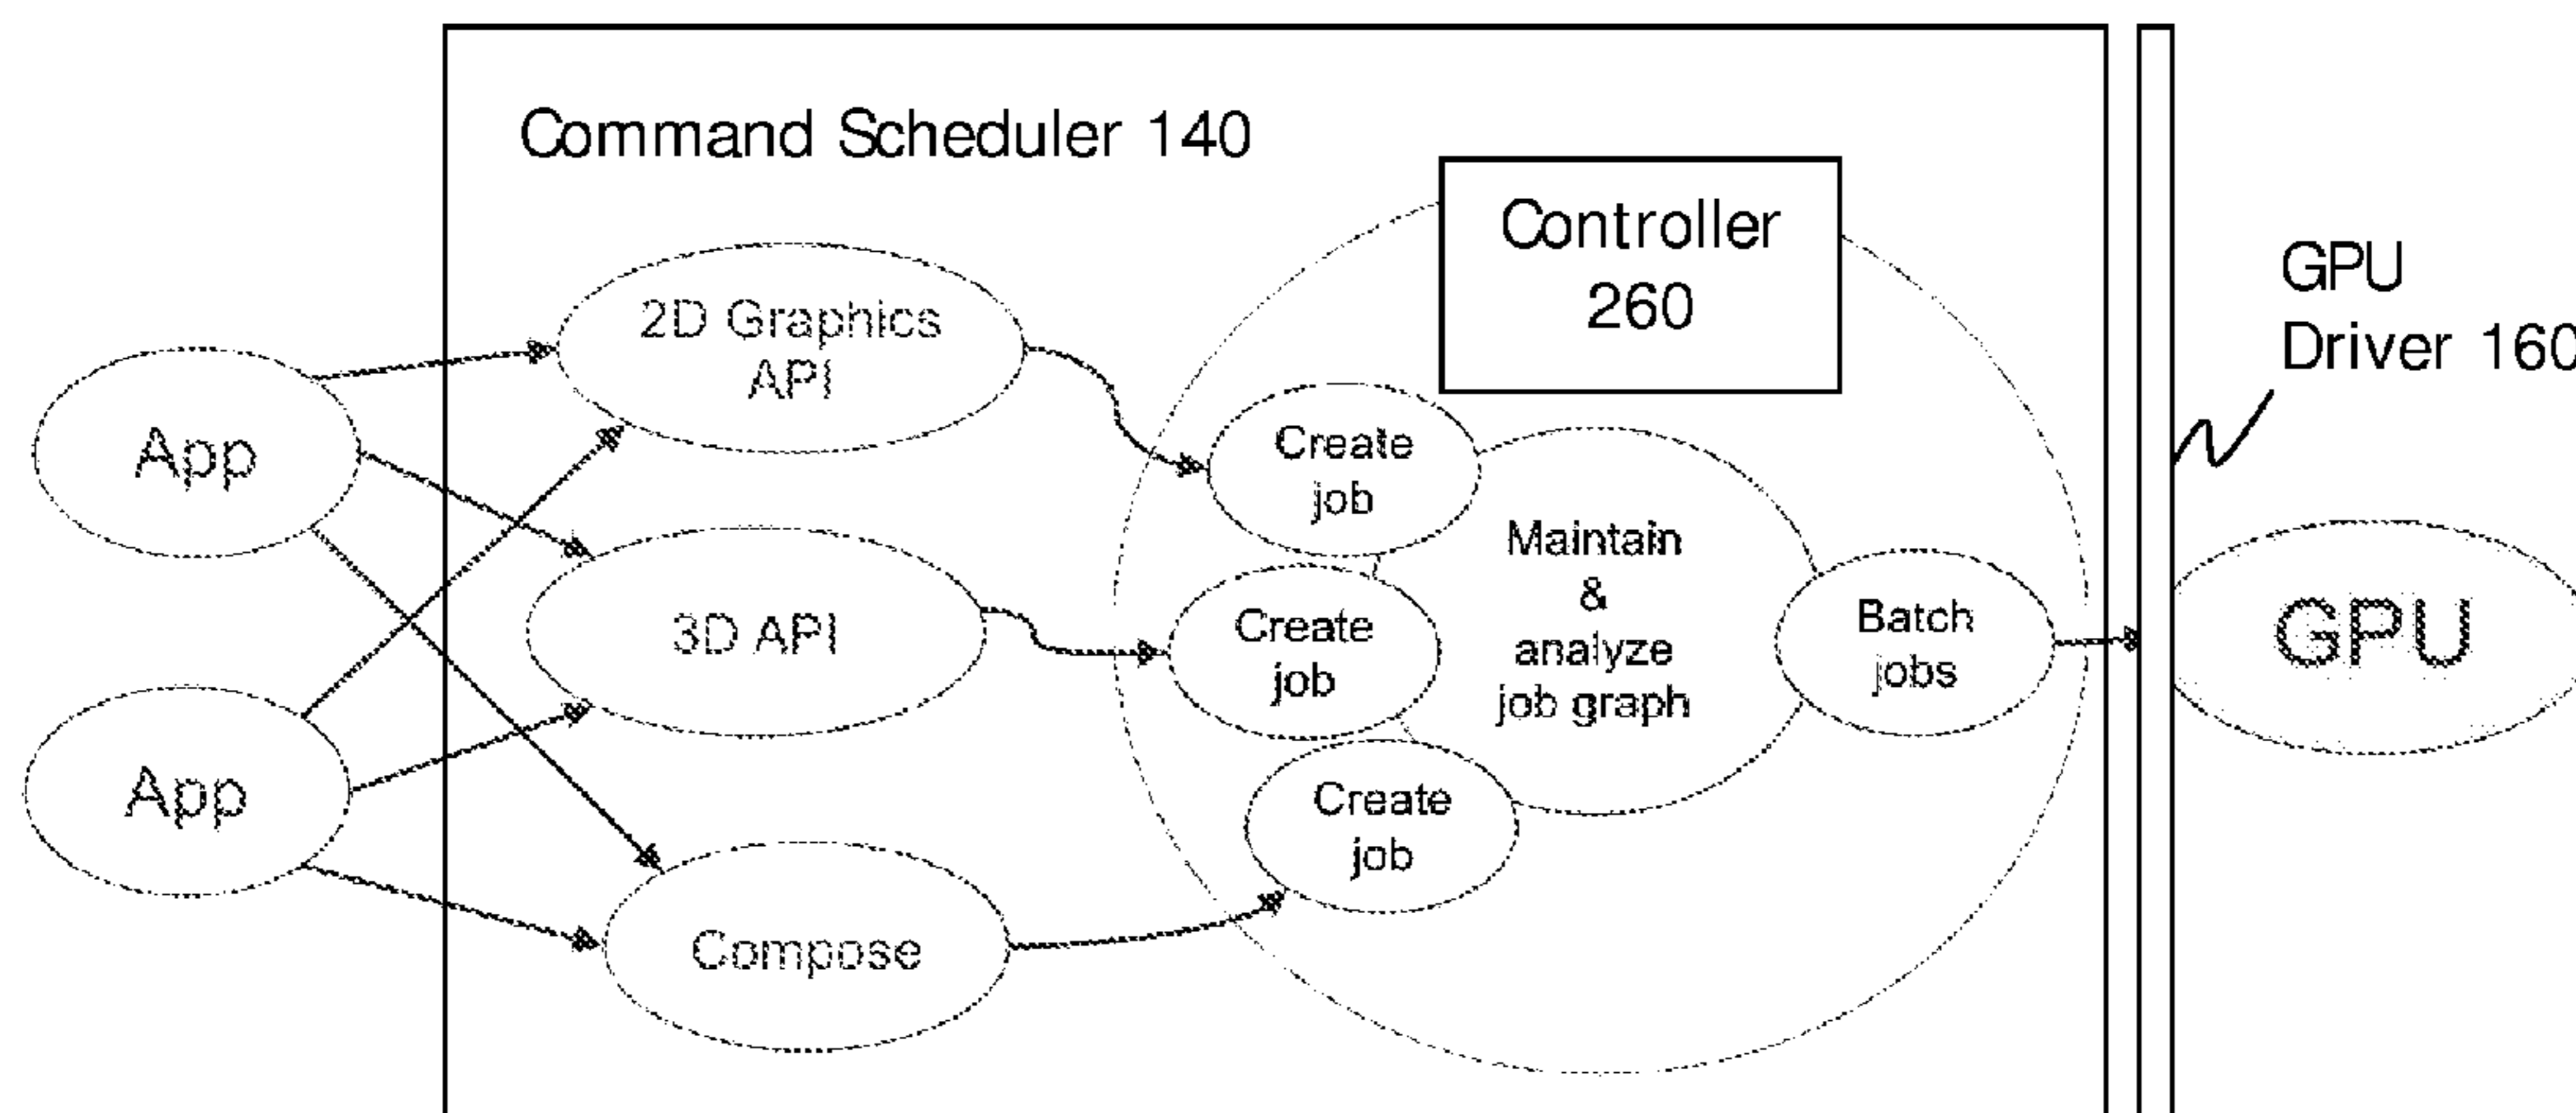 Command Scheduler 140
Controller
260
GPU
Driver 160
2D Graphics
API
App
Create
job
Maintain
&
analyze
job graph
3D API
Create
job
Batch
jobs
GPU
App
Create
job
Compose